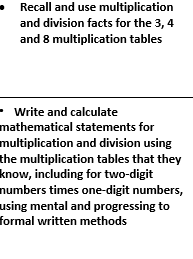 • Recall and use multiplication
and division facts for the 3, 4
and 8 multiplication tables
• Write and calculate
mathematical statements for
multiplication and division using
the multiplication tables that they
know, including for two-digit
numbers times one-digit numbers,
using mental and progressing to
formal written methods